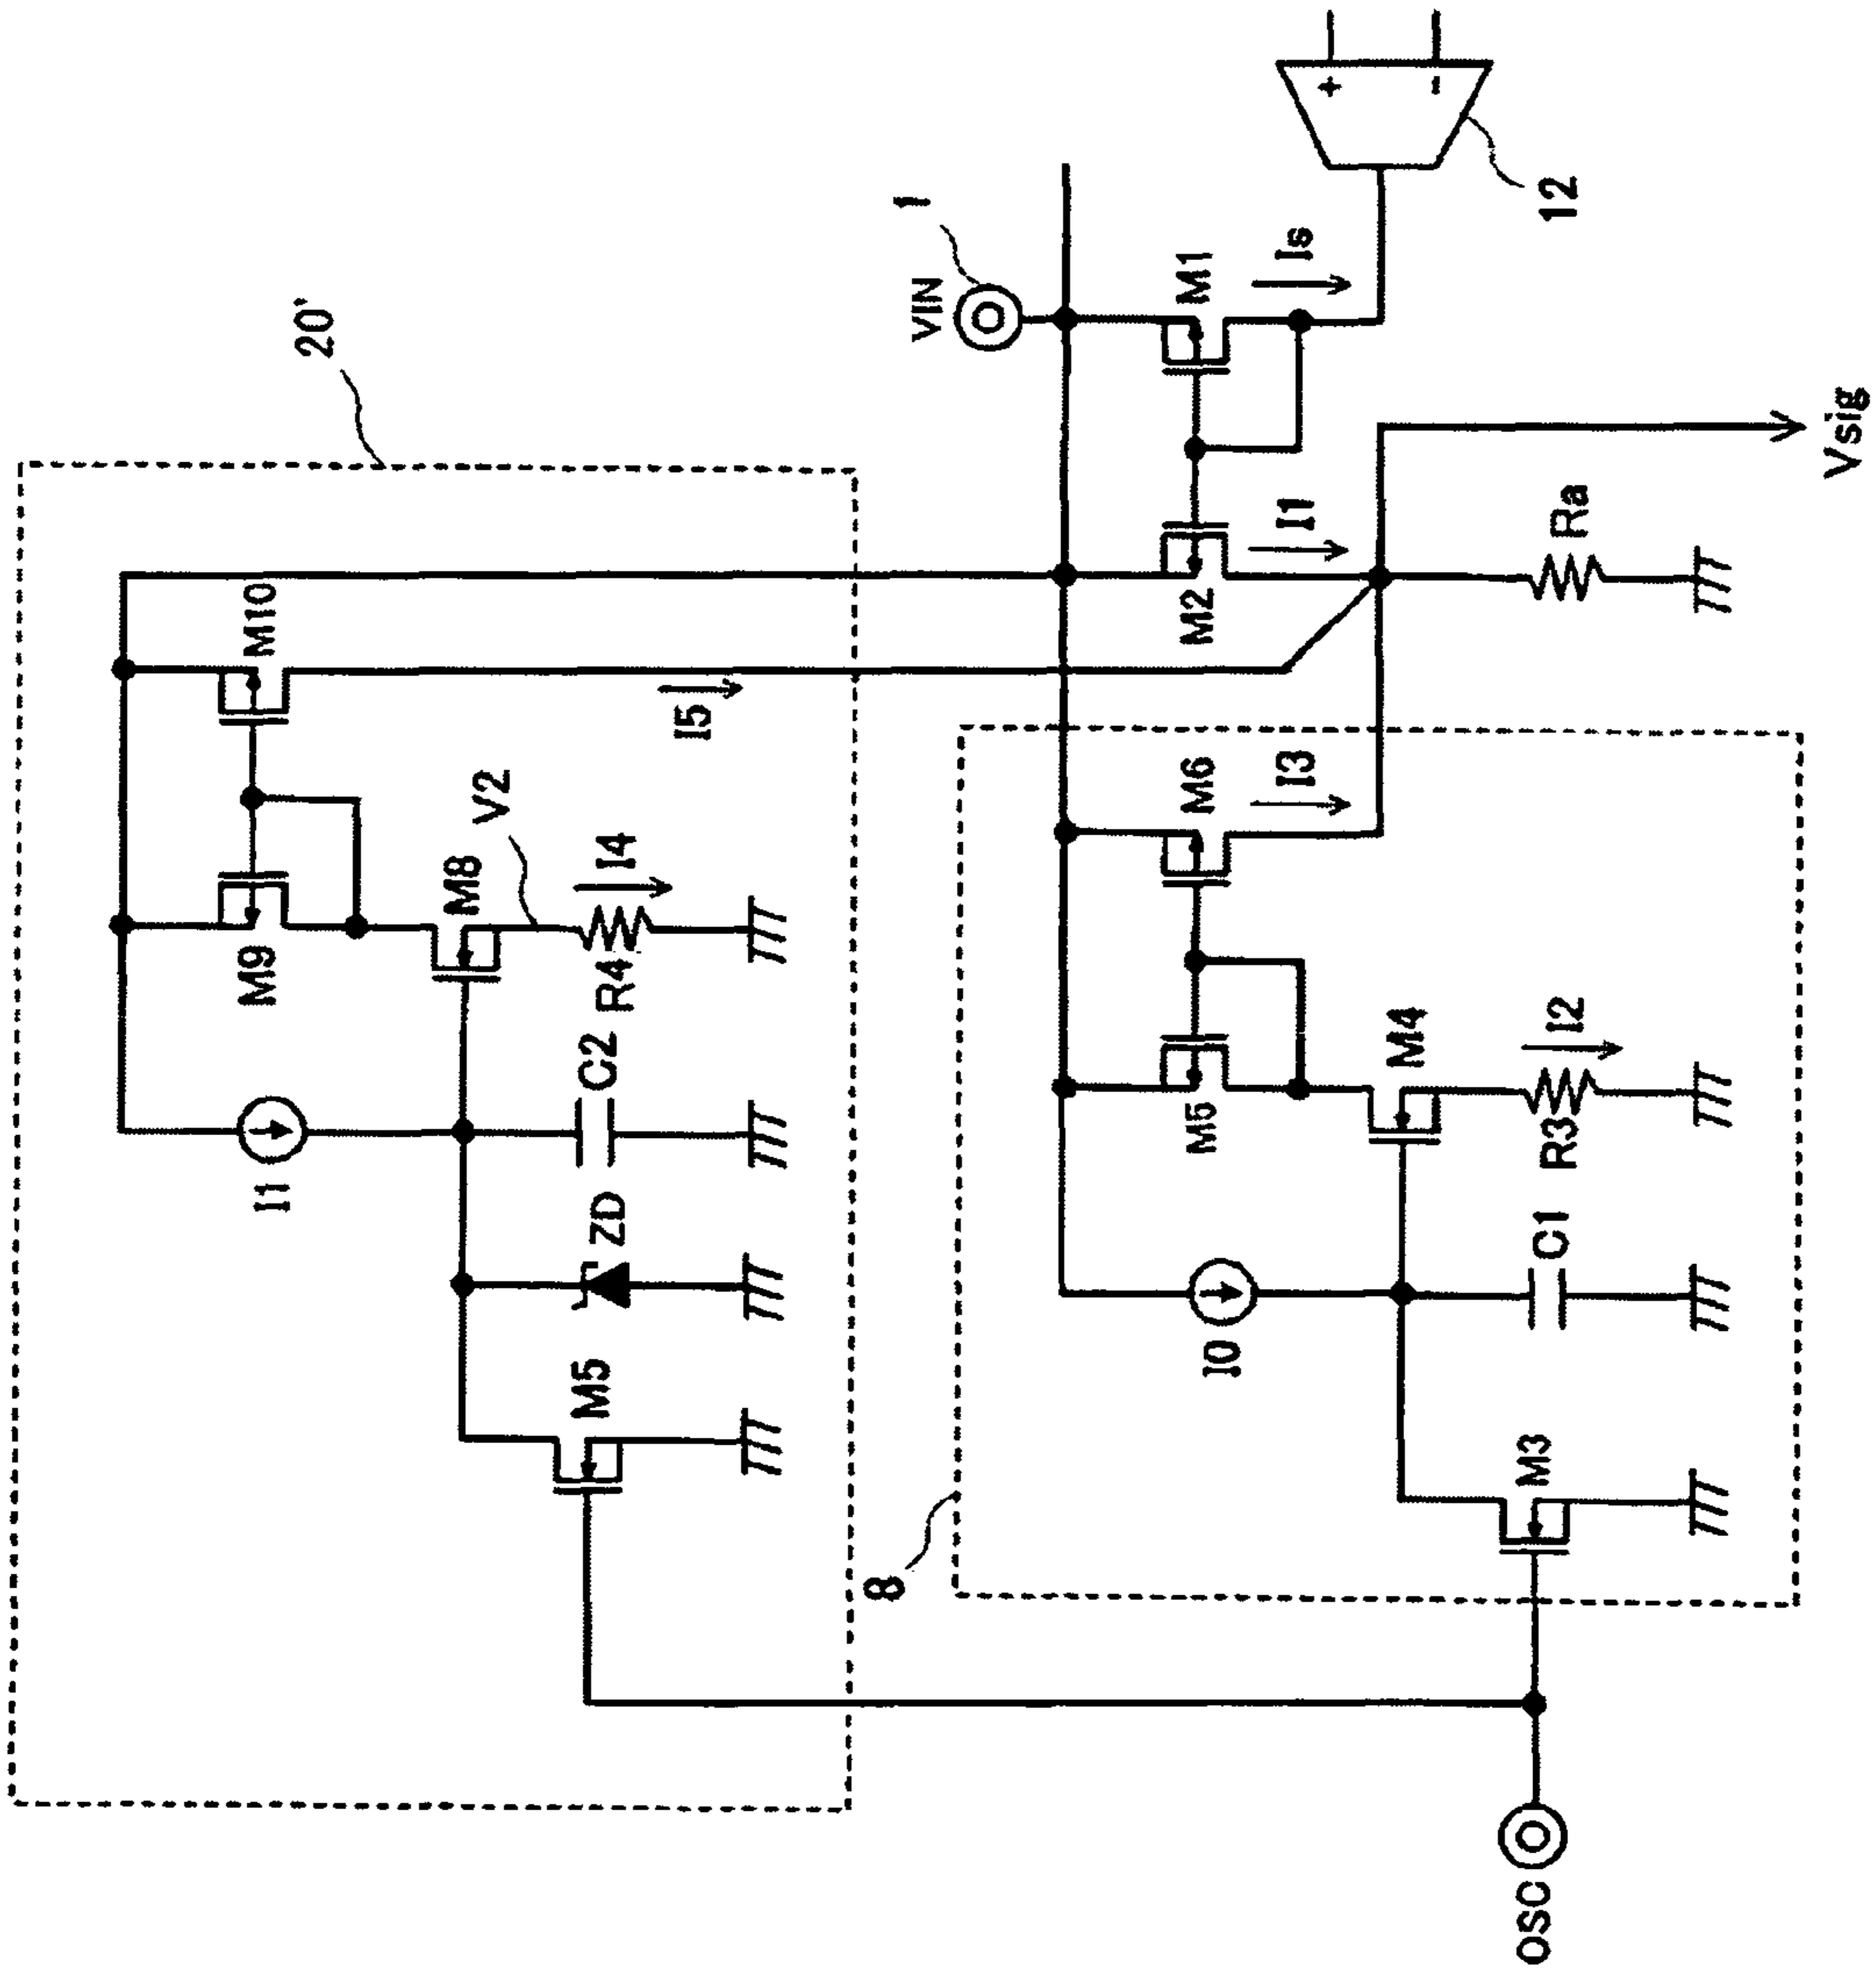 20'
M10
M9
I5
M8
V2
I4
R4
I1
C2
ZD
M5
VIN
1
M1
Is
+
-
12
M2
I1
Ra
Vsig
8
M6
I3
M5
M4
I2
R3
I0
C1
M3
OSC